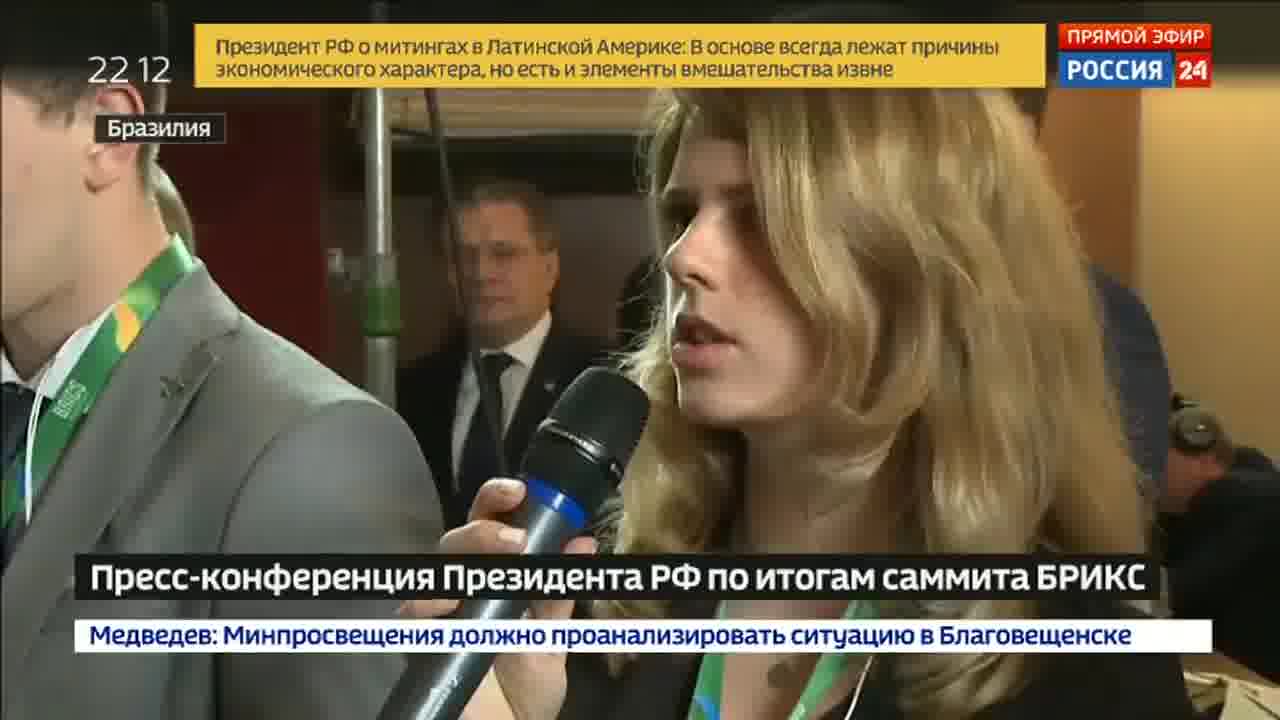 22 12
Президент РФ о митингах в Латинской Америке: В основе всегда лежат причины
экономического характера, но есть и элементы вмешательства извне
ПРЯМОЙ ЭФИР
РОССИЯ 24
Бразилия
BRICS
Пресс-конференция Президента РФ по итогам саммита БРИКС
Медведев: Минпросвещения должно проанализировать ситуацию в Благовещенске